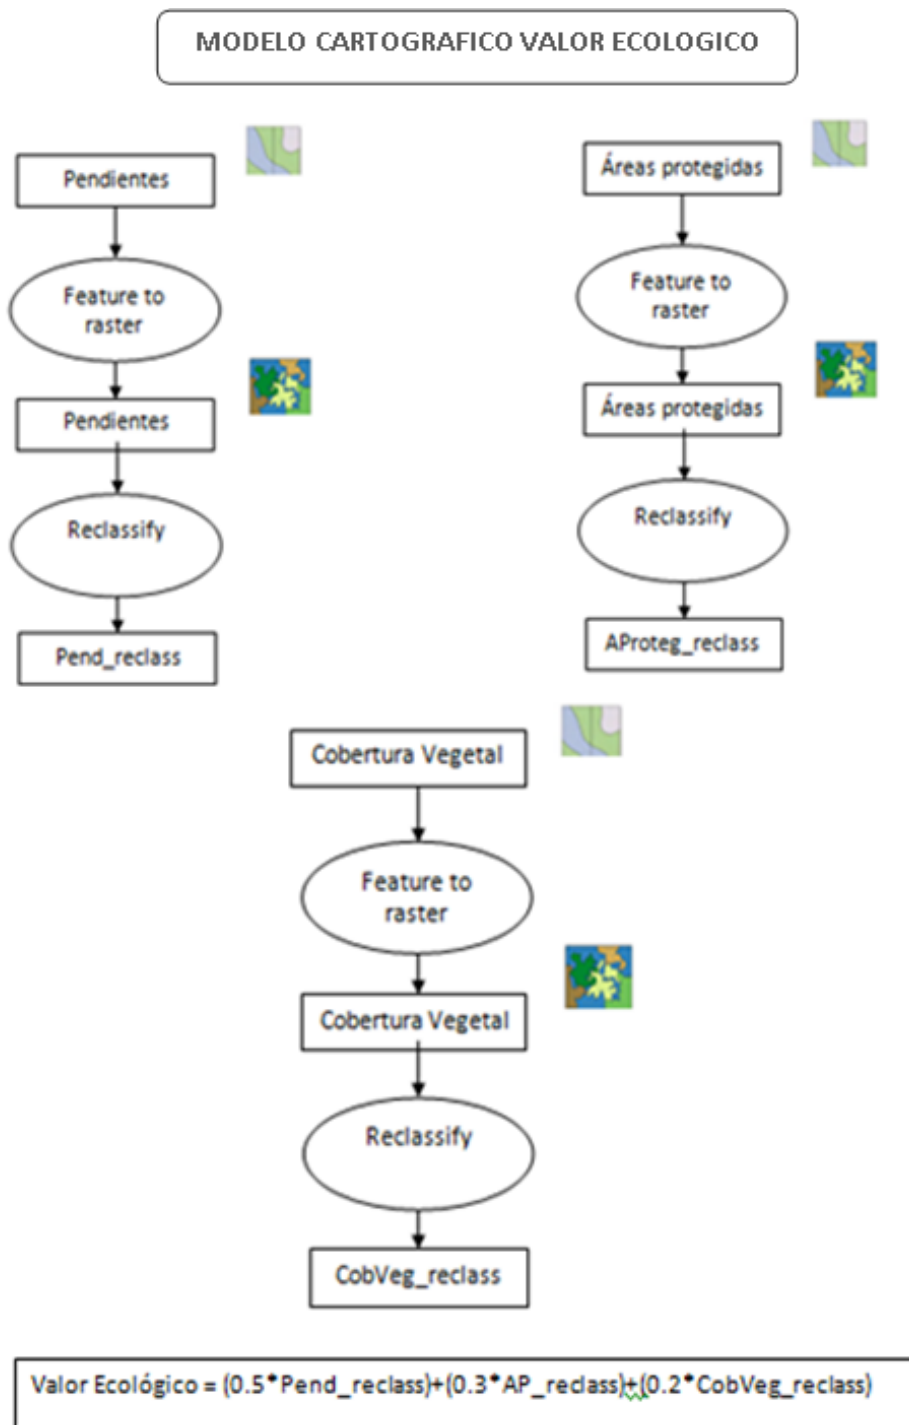 MODELO CARTOGRAFICO VALOR ECOLOGICO
Pendientes
Feature to
raster
Pendientes
Reclassify
Pend_reclass
Áreas protegidas
Feature to
raster
Áreas protegidas
Reclassify
AProteg_reclass
Cobertura Vegetal
Feature to
raster
Cobertura Vegetal
Reclassify
CobVeg_reclass
Valor Ecológico = (0.5*Pend_reclass)+(0.3*AP_reclass)+(0.2*CobVeg_reclass)